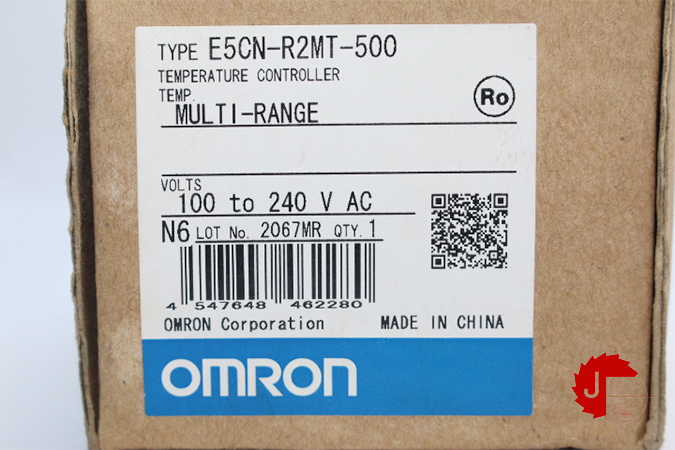 TYPE E5CN-R2MT-500
TEMPERATURE CONTROLLER
TEMP.
MULTI-RANGE
Ro
VOLTS
100 to 240 V AC
N6 LOT No. 2067MR QTY. 1
4 547648 462280
OMRON Corporation MADE IN CHINA
OMRON
J